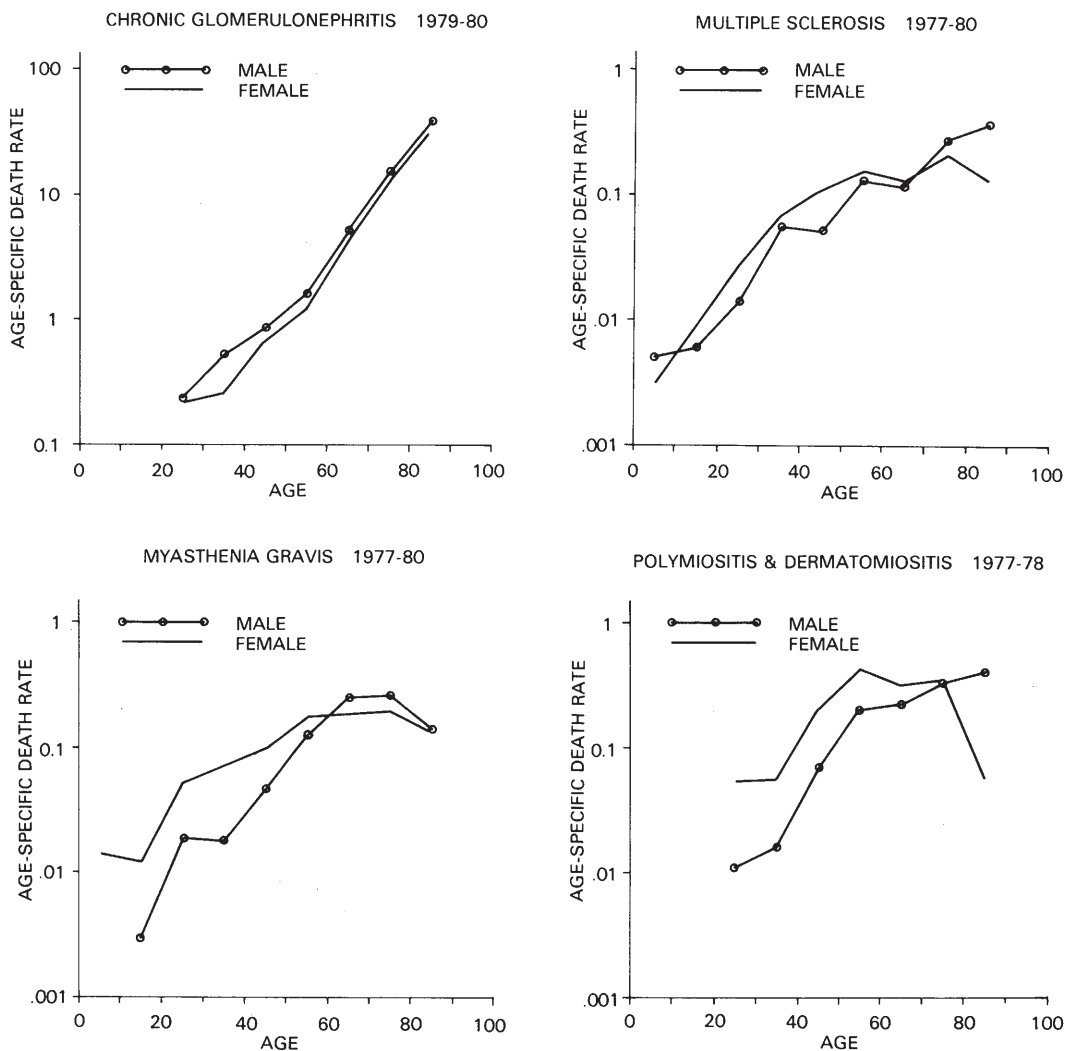 CHRONIC GLOMERULONEPHRITIS 1979-80
MALE
FEMALE
AGE-SPECIFIC DEATH RATE
100
10
1
0.1
0 20 40 60 80 100
AGE
MULTIPLE SCLEROSIS 1977-80
MALE
FEMALE
AGE-SPECIFIC DEATH RATE
1
0.1
.01
.001
0 20 40 60 80 100
AGE
MYASTHENIA GRAVIS 1977-80
MALE
FEMALE
AGE-SPECIFIC DEATH RATE
1
0.1
.01
.001
0 20 40 60 80 100
AGE
POLYMIOSITIS & DERMATOMIOSITIS 1977-78
MALE
FEMALE
AGE-SPECIFIC DEATH RATE
1
0.1
.01
.001
0 20 40 60 80 100
AGE